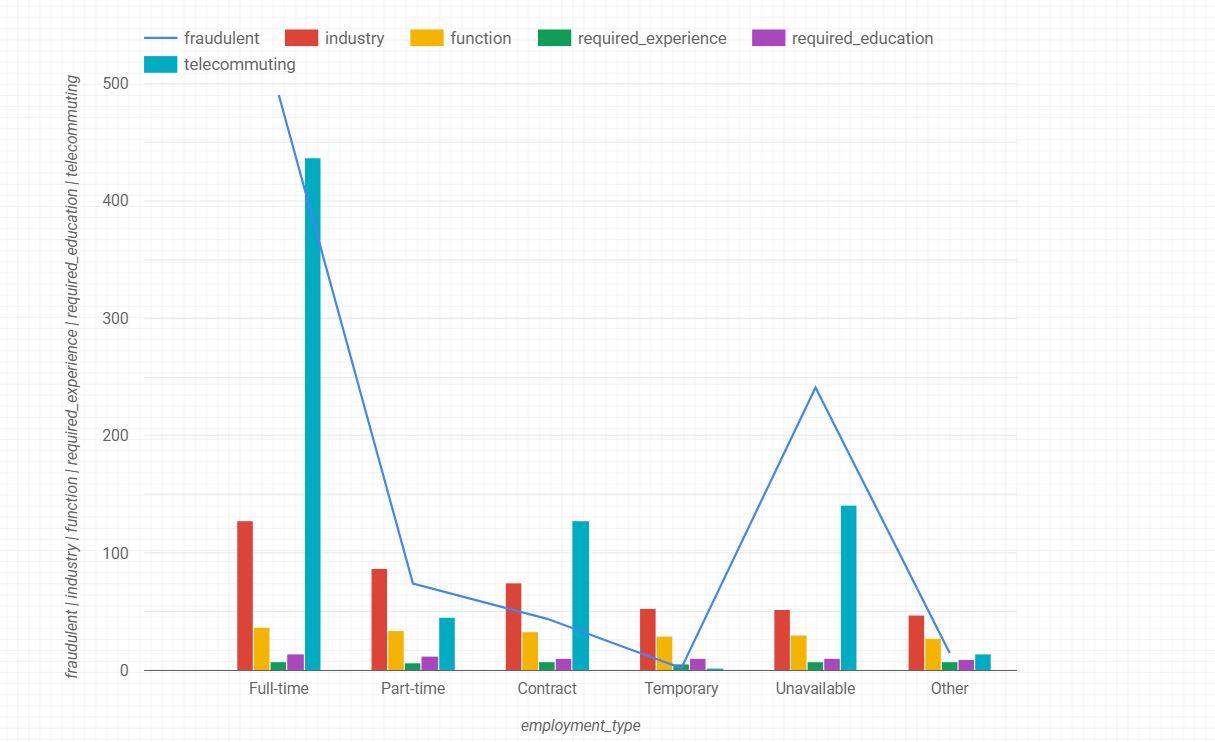 fraudulent industry function required_experience required_education
telecommuting
fraudulent | industry | function | required_experience | required_education | telecommuting
500
400
300
200
100
0
Full-time Part-time Contract Temporary Unavailable Other
employment_type